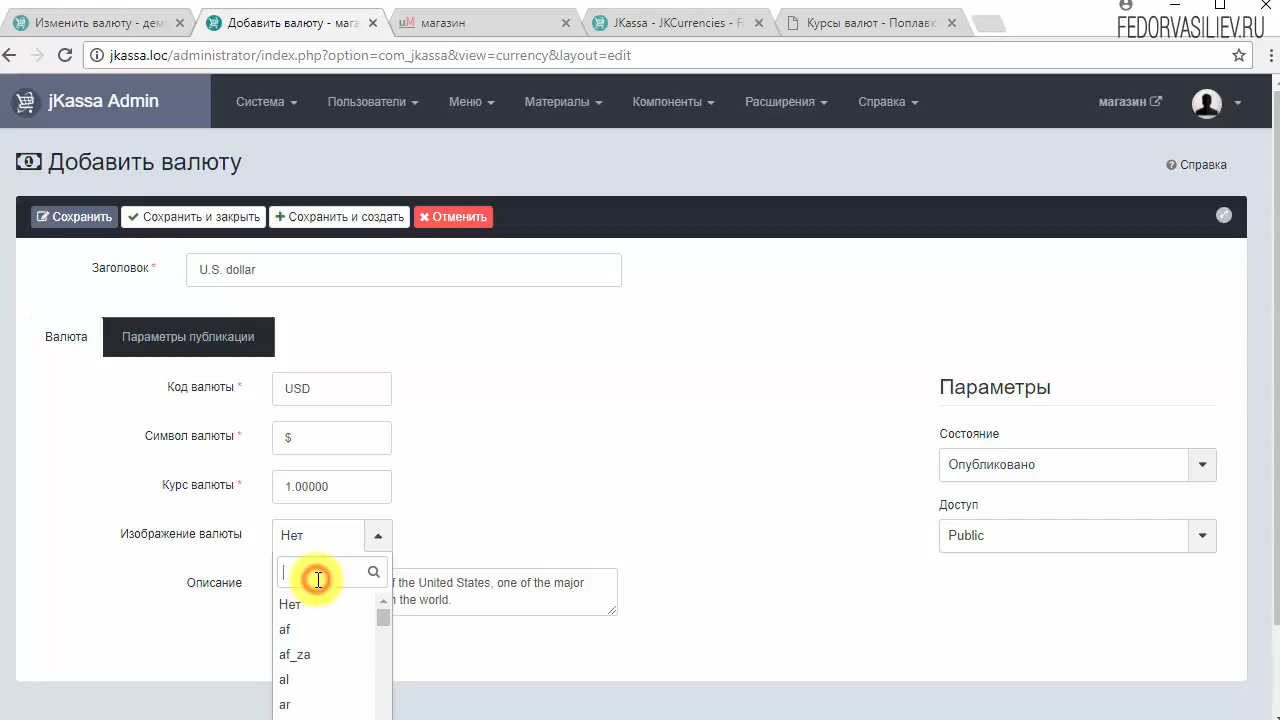 Изменить валюту - дем
Добавить валюту - мага
uM магазин
JKassa - JKCurrencies - F
Курсы валют - Поплавк
FEDORVASILIEV.RU
jkassa.loc/administrator/index.php?option=com_jkassa&view=currency&layout=edit
jKassa Admin
Система
Пользователи
Меню
Материалы
Компоненты
Расширения
Справка
магазин
Добавить валюту
Справка
Сохранить
Сохранить и закрыть
Сохранить и создать
Отменить
Заголовок *
U.S. dollar
Валюта
Параметры публикации
Код валюты *
USD
Символ валюты *
$
Курс валюты *
1.00000
Изображение валюты
Нет
Описание
f the United States, one of the major
n the world.
Нет
af
af_za
al
ar
Параметры
Состояние
Опубликовано
Доступ
Public